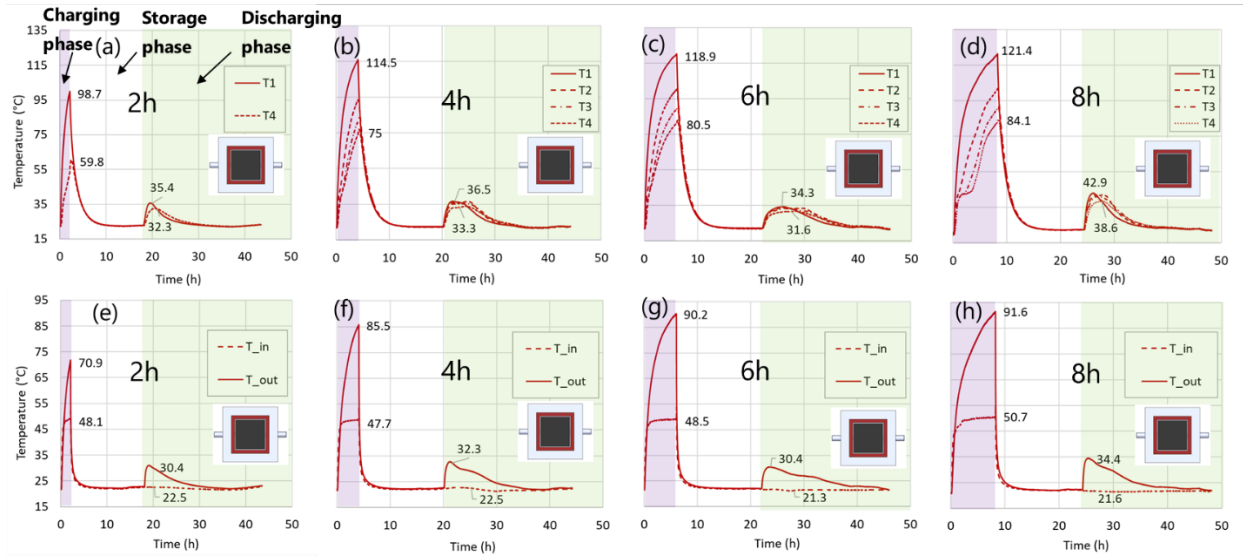 Charging phase
Storage phase
Discharging phase
Temperature (°C)
135
115
95
75
55
35
15
(a)
2h
98.7
59.8
35.4
32.3
T1
T4
0 10 20 30 40 50
Time (h)
(b)
4h
114.5
75
36.5
33.3
T1
T2
T3
T4
0 10 20 30 40 50
Time (h)
(c)
6h
118.9
80.5
34.3
31.6
T1
T2
T3
T4
0 10 20 30 40 50
Time (h)
(d)
8h
121.4
84.1
42.9
38.6
T1
T2
T3
T4
0 10 20 30 40 50
Time (h)
Temperature (°C)
95
85
75
65
55
45
35
25
15
(e)
2h
70.9
48.1
30.4
22.5
T_in
T_out
0 10 20 30 40 50
Time (h)
(f)
4h
85.5
47.7
32.3
22.5
T_in
T_out
0 10 20 30 40 50
Time (h)
(g)
6h
90.2
48.5
30.4
21.3
T_in
T_out
0 10 20 30 40 50
Time (h)
(h)
8h
91.6
50.7
34.4
21.6
T_in
T_out
0 10 20 30 40 50
Time (h)